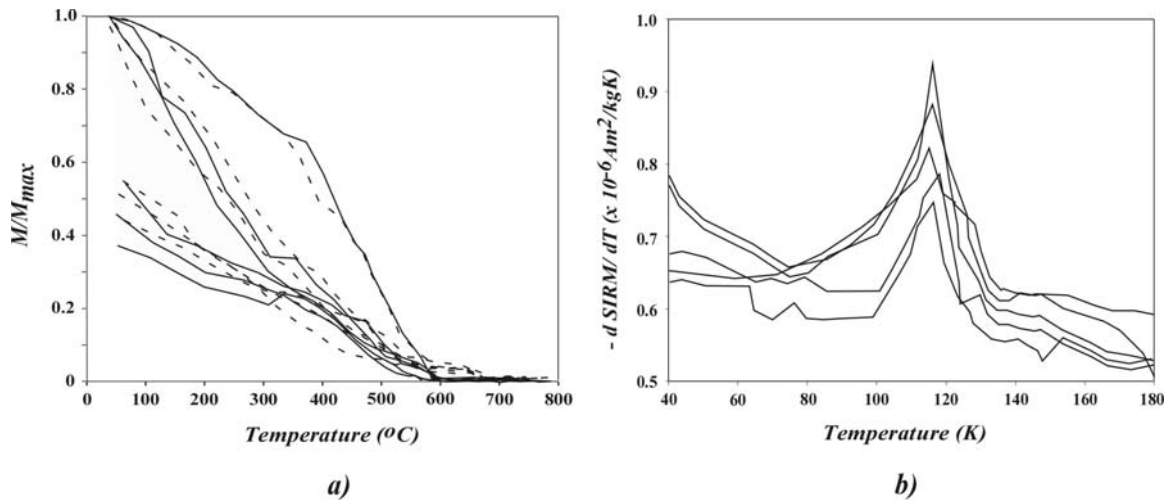 M/Mmax
1.0
0.8
0.6
0.4
0.2
0
0 100 200 300 400 500 600 700 800
Temperature (oC)
a)
- d SIRM/ dT (x 10-6Am2/kgK)
1.0
0.9
0.8
0.7
0.6
0.5
40 60 80 100 120 140 160 180
Temperature (K)
b)